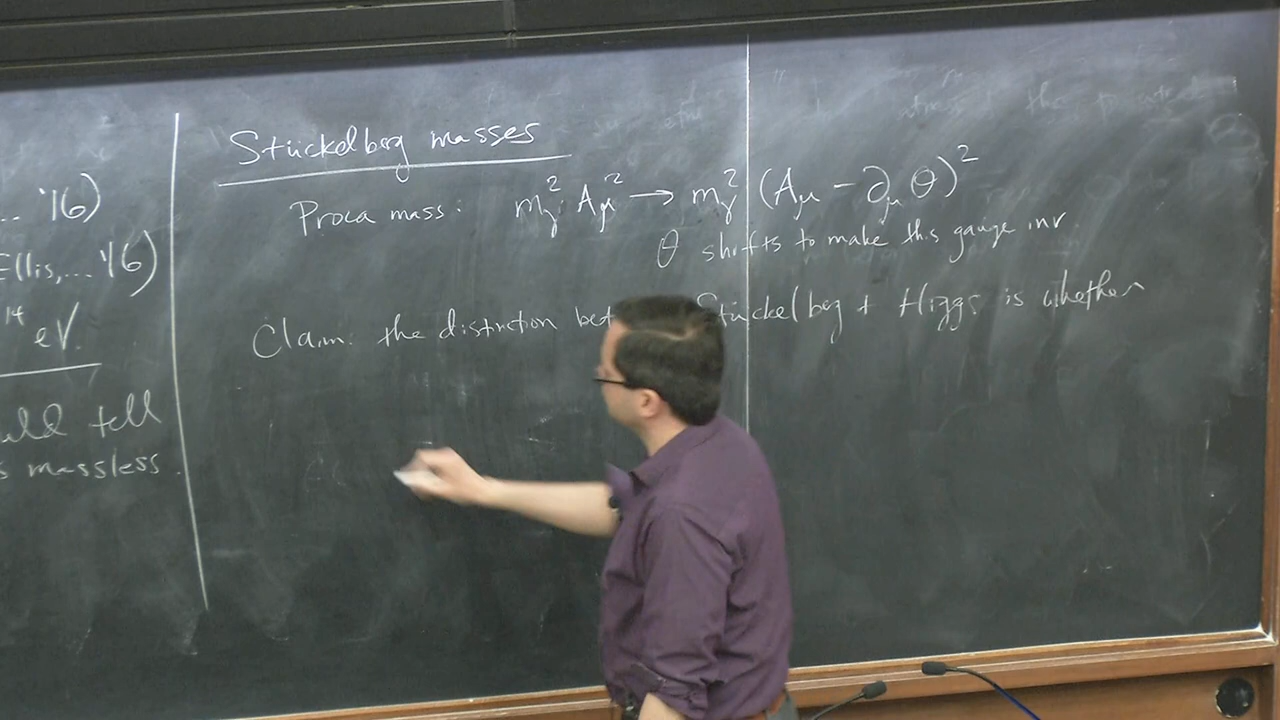 ... '16)
Ellis, ... '16)
14
eV.
tell
massless.
Stückelberg masses
Proca mass: m_γ^2 A_μ^2 → m_γ^2 (A_μ - ∂_μ θ)^2
θ shifts to make this gauge inv.
Claim: the distinction bet Stückelberg + Higgs is whether